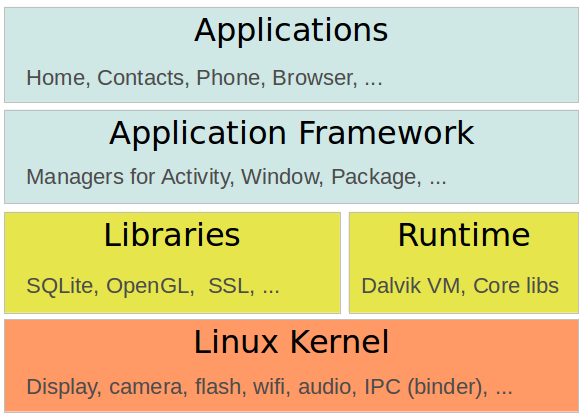 Applications
Home, Contacts, Phone, Browser, ...
Application Framework
Managers for Activity, Window, Package, ...
Libraries
SQLite, OpenGL, SSL, ...
Runtime
Dalvik VM, Core libs
Linux Kernel
Display, camera, flash, wifi, audio, IPC (binder), ...